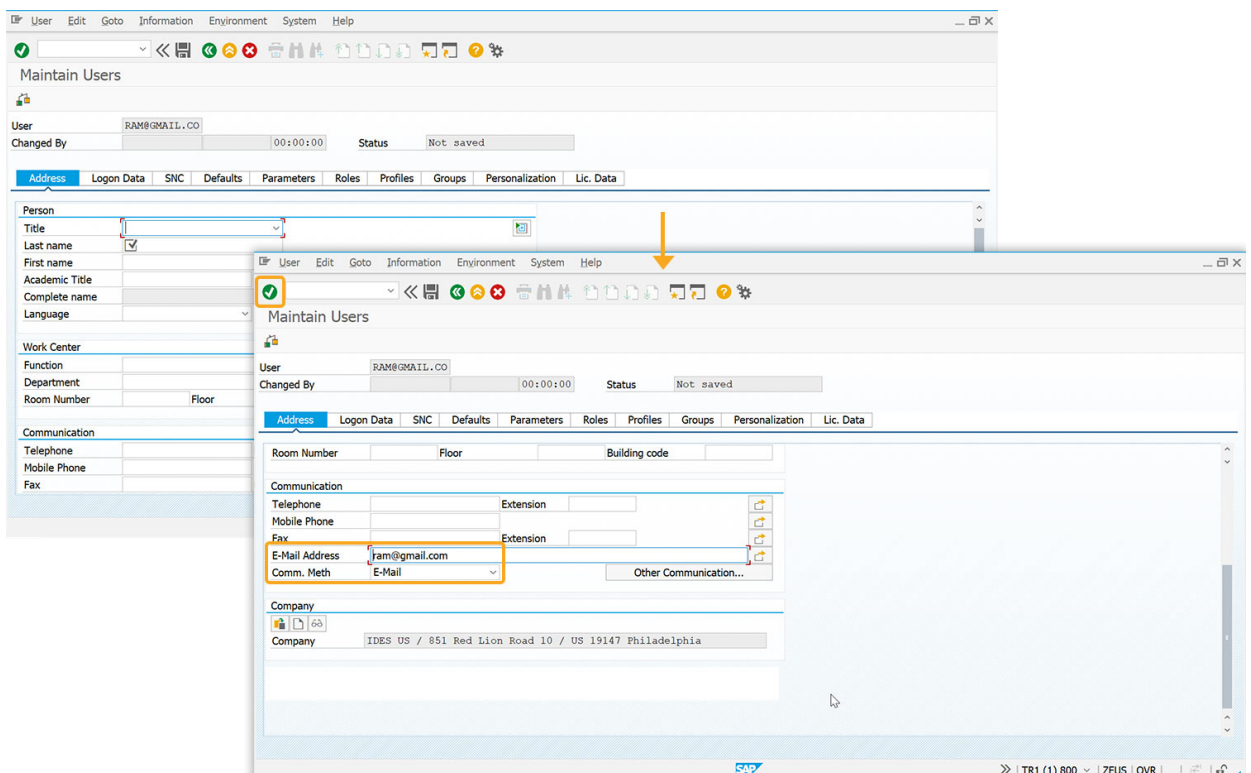 User Edit Goto Information Environment System Help
Maintain Users
User RAM@GMAIL.CO
Changed By 00:00:00 Status Not saved
Address Logon Data SNC Defaults Parameters Roles Profiles Groups Personalization Lic. Data
Person
Title
Last name
First name
Academic Title
Complete name
Language
Work Center
Function
Department
Room Number Floor
Communication
Telephone
Mobile Phone
Fax
User Edit Goto Information Environment System Help
Maintain Users
User RAM@GMAIL.CO
Changed By 00:00:00 Status Not saved
Address Logon Data SNC Defaults Parameters Roles Profiles Groups Personalization Lic. Data
Room Number Floor Building code
Communication
Telephone Extension
Mobile Phone
Fax Extension
E-Mail Address ram@gmail.com
Comm. Meth E-Mail Other Communication...
Company
Company IDES US / 851 Red Lion Road 10 / US 19147 Philadelphia
SAP TR1 (1) 800 ZEUS OVR